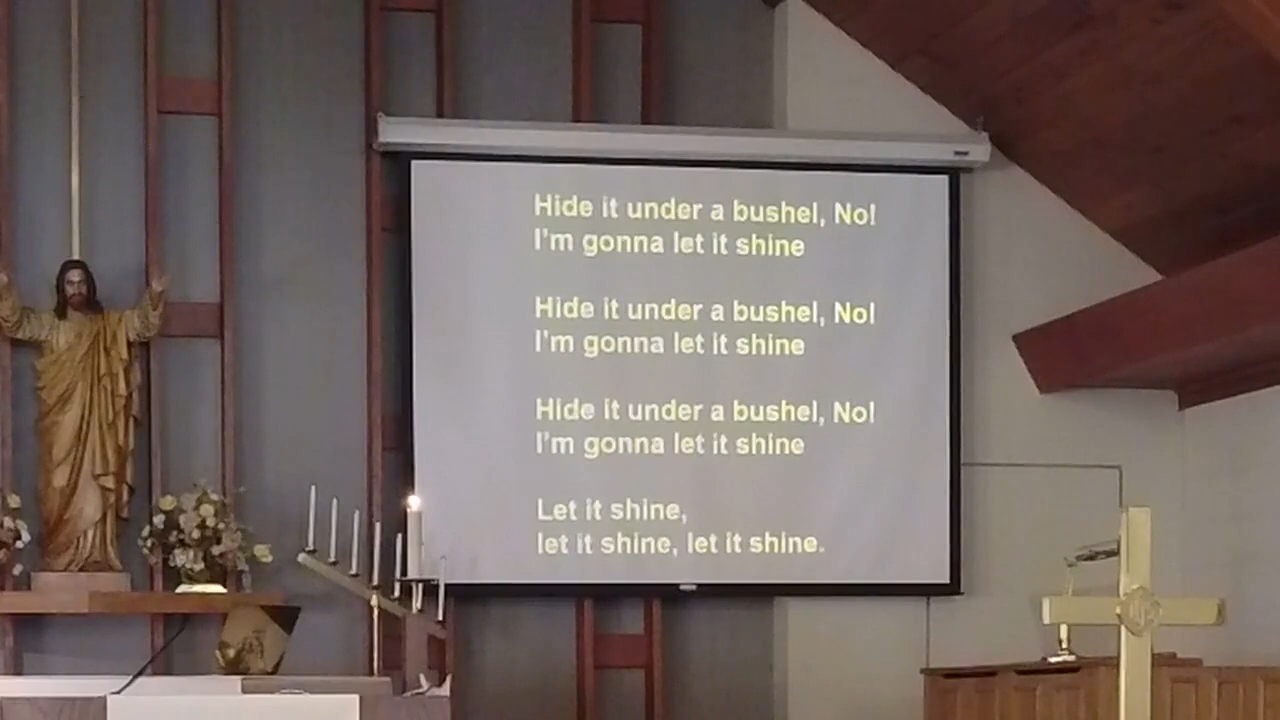 Hide it under a bushel, No!
I'm gonna let it shine
Hide it under a bushel, No!
I'm gonna let it shine
Hide it under a bushel, No!
I'm gonna let it shine
Let it shine,
let it shine, let it shine.